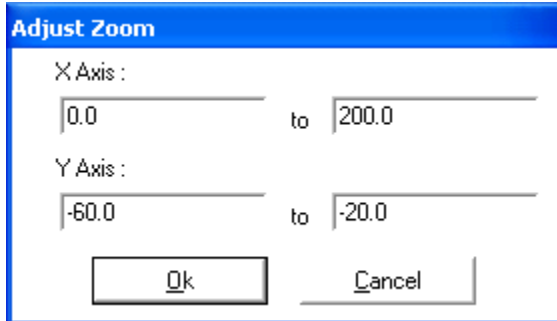 Adjust Zoom
X Axis :
0.0 to 200.0
Y Axis :
-60.0 to -20.0
Ok Cancel